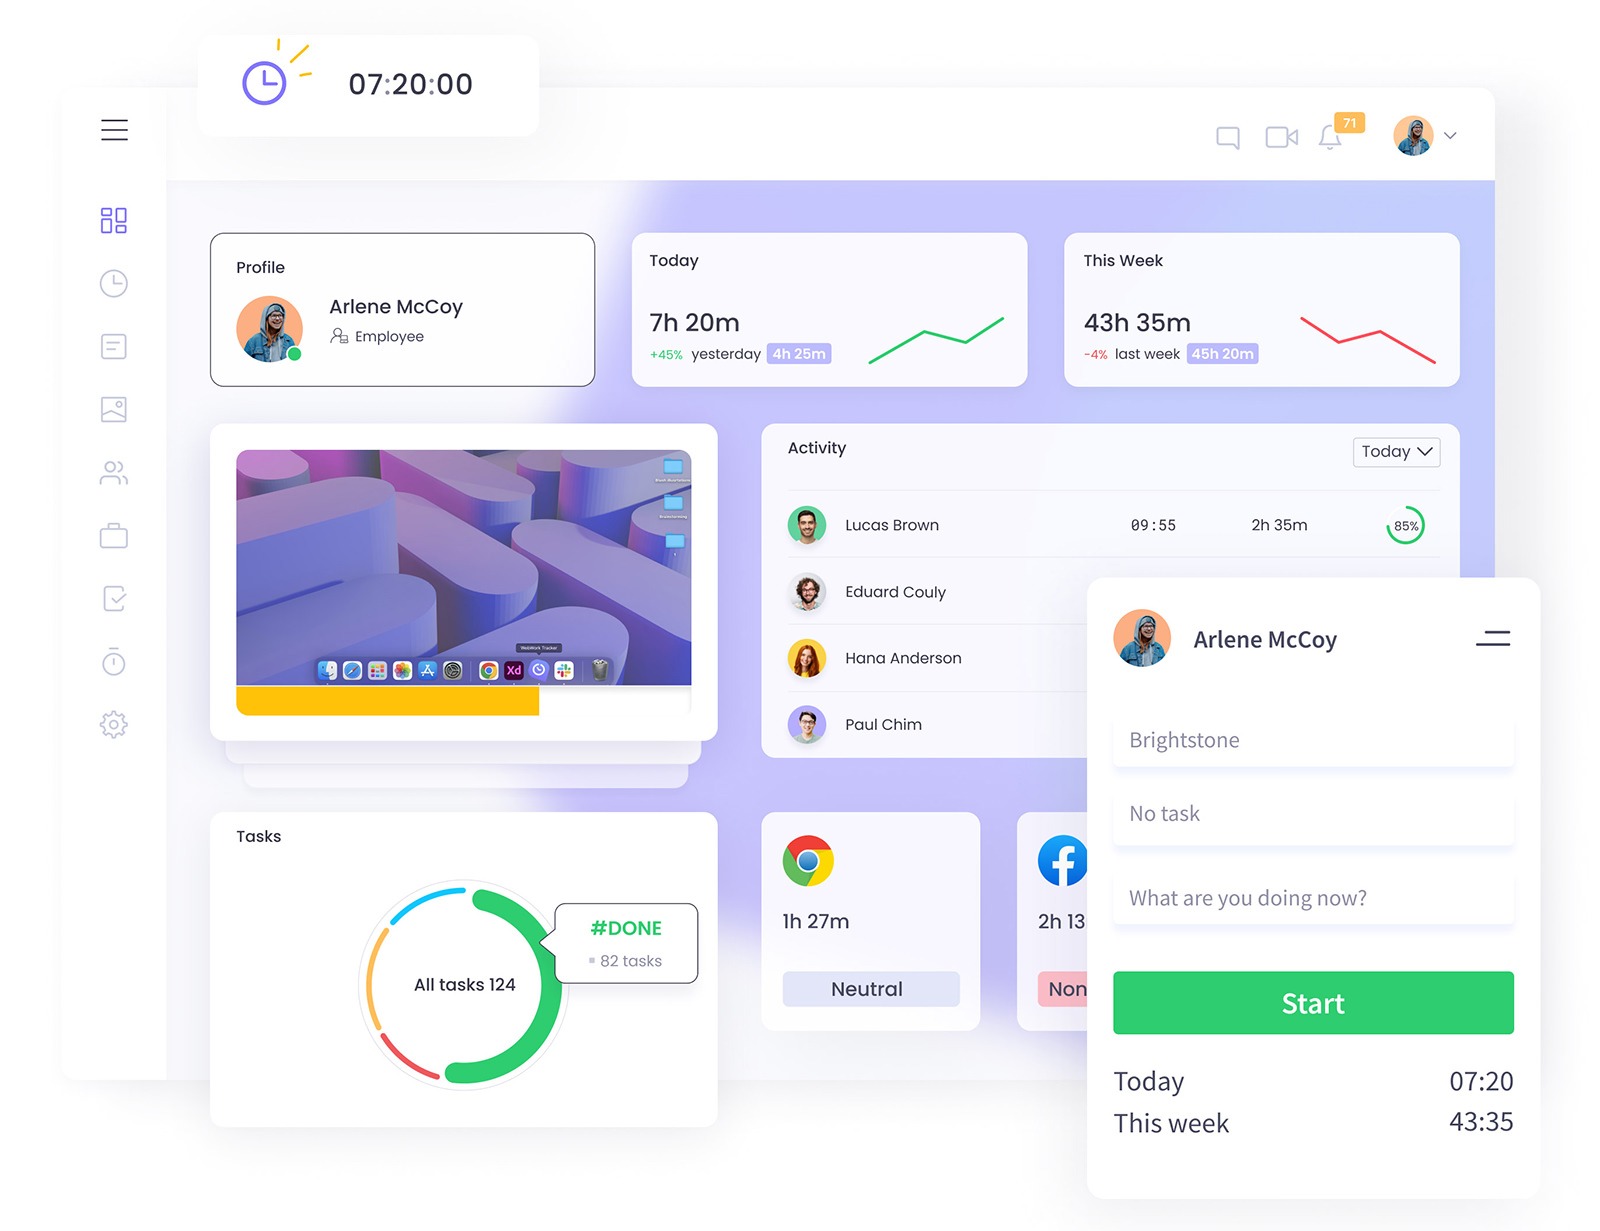 07:20:00
71
Profile
Arlene McCoy
Employee
Today
7h 20m
+45% yesterday 4h 25m
This Week
43h 35m
-4% last week 45h 20m
WebWork Tracker
Xd
Activity
Today
Lucas Brown 09:55 2h 35m 85%
Eduard Couly
Hana Anderson
Paul Chim
Tasks
All tasks 124
#DONE
82 tasks
1h 27m
Neutral
2h 13
Non
Arlene McCoy
Brightstone
No task
What are you doing now?
Start
Today 07:20
This week 43:35